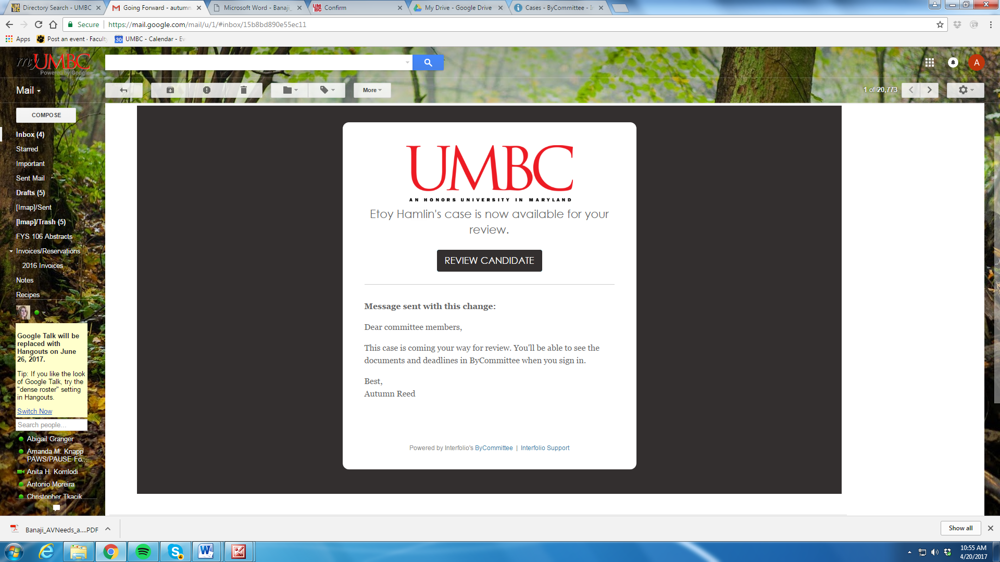 Directory Search - UMBC
Going Forward - autumn
Microsoft Word - Banaji_
Confirm
My Drive - Google Drive
Cases - ByCommittee - I
Secure
https://mail.google.com/mail/u/1/#inbox/15b8bd890e55ec11
Apps
Post an event · Faculty
30
UMBC - Calendar - Ev
myUMBC
Powered by Google
A
Mail
More
1 of 20,773
COMPOSE
Inbox (4)
Starred
Important
Sent Mail
Drafts (5)
[Imap]/Sent
[Imap]/Trash (5)
FYS 106 Abstracts
Invoices/Reservations
2016 Invoices
Notes
Recipes
Google Talk will be
replaced with
Hangouts on June
26, 2017.
Tip: If you like the look
of Google Talk, try the
"dense roster" setting
in Hangouts.
Switch Now
Search people...
Abigail Granger
Amanda M. Knapp
PAWS/PAUSE Fo...
Anita H. Komlodi
Antonio Moreira
Christopher Tkacik
UMBC
AN HONORS UNIVERSITY IN MARYLAND
Etoy Hamlin's case is now available for your
review.
REVIEW CANDIDATE
Message sent with this change:
Dear committee members,
This case is coming your way for review. You'll be able to see the
documents and deadlines in ByCommittee when you sign in.
Best,
Autumn Reed
Powered by Interfolio's ByCommittee | Interfolio Support
Banaji_AVNeeds_a....PDF
Show all
4
10:55 AM
4/20/2017